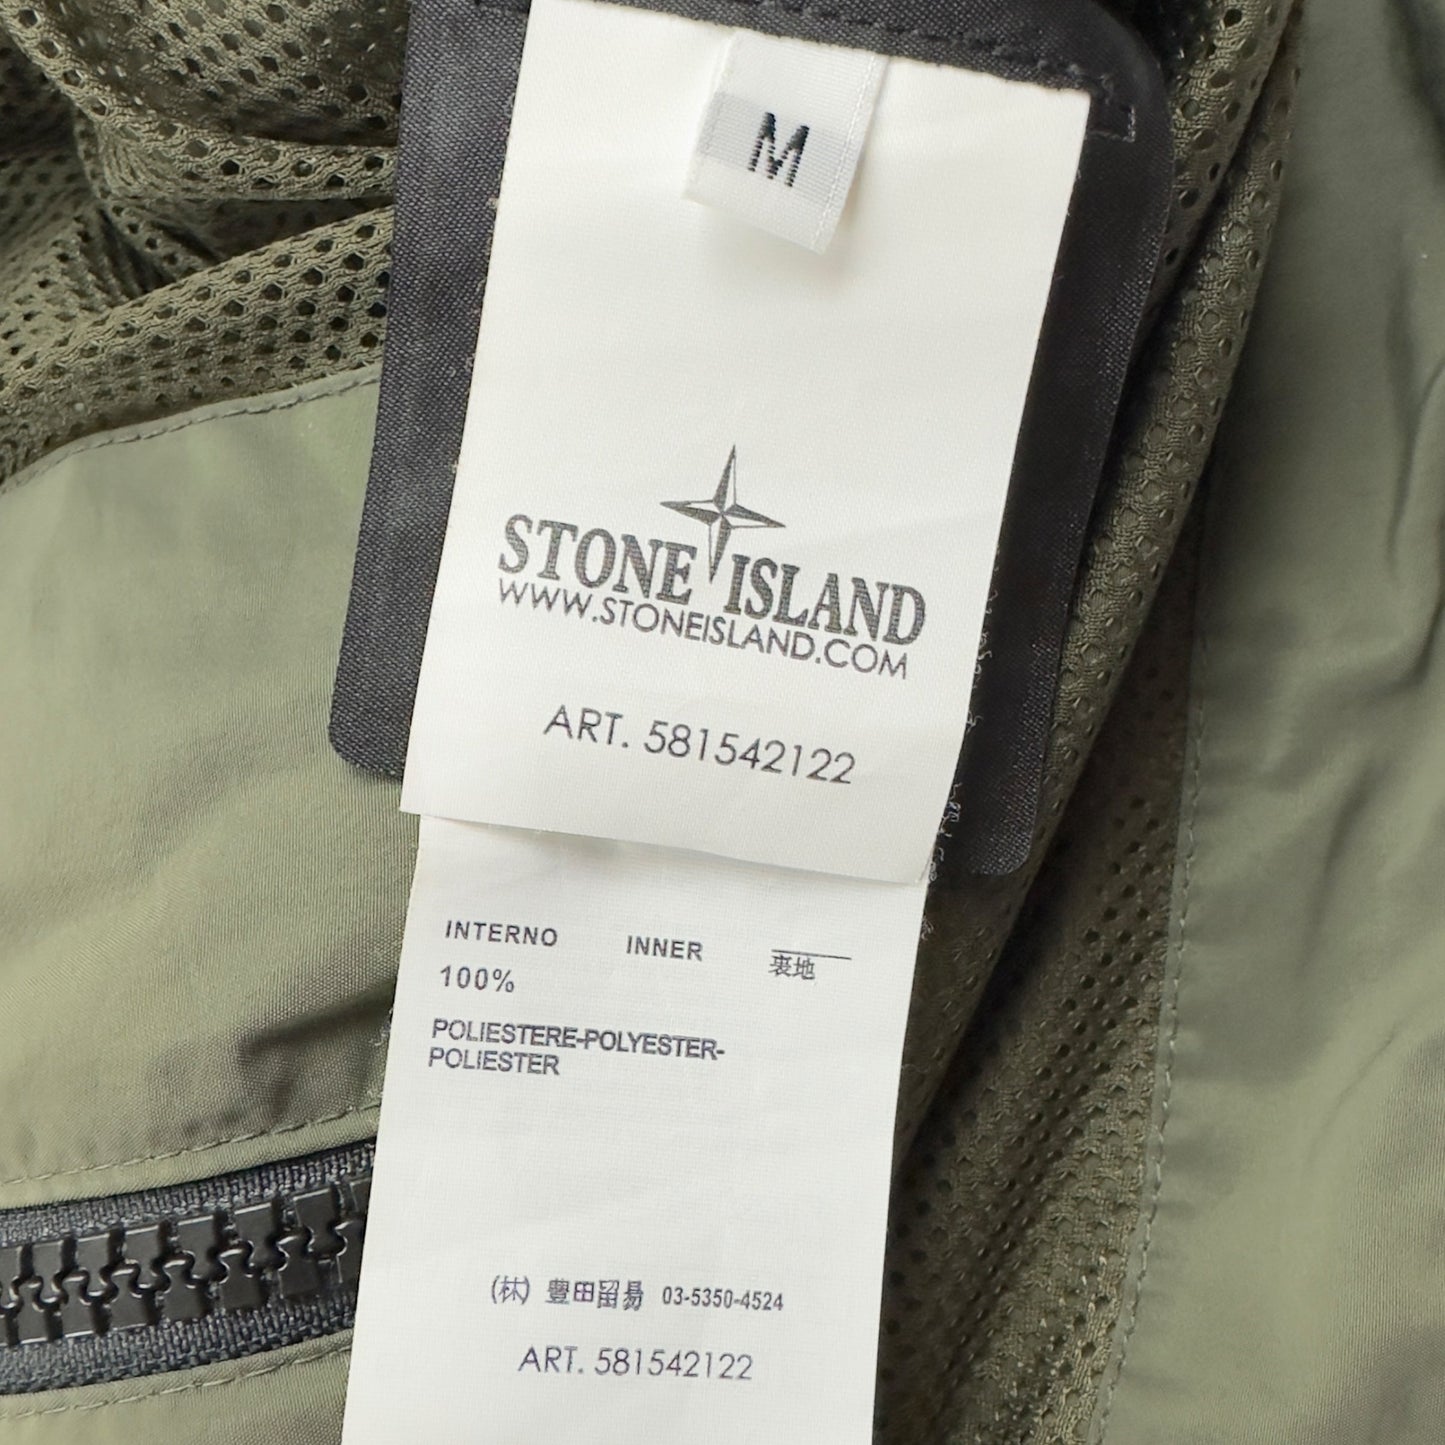 M
STONE ISLAND
WWW.STONEISLAND.COM
ART. 581542122
INTERNO INNER 裏地
100%
POLIESTERE-POLYESTER-
POLIESTER
(株) 豊田留易 03-5350-4524
ART. 581542122